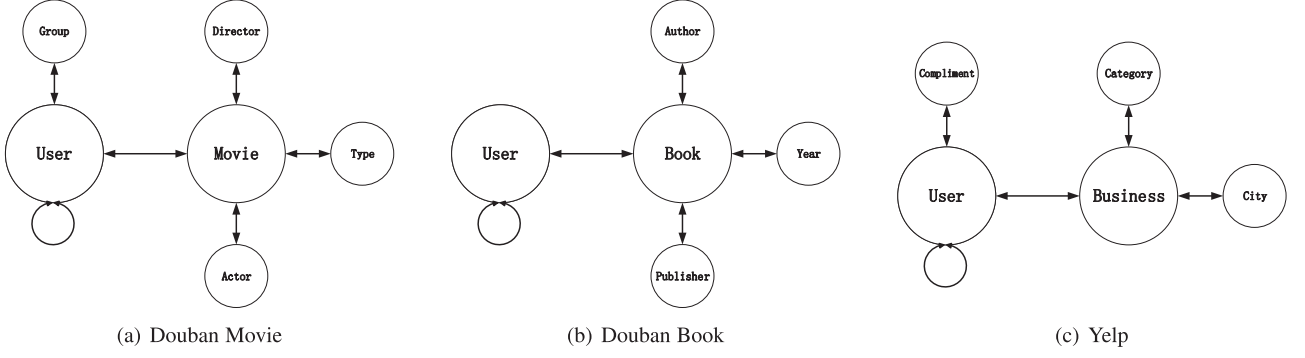 Group
Director
User
Movie
Type
Actor
(a) Douban Movie
Author
User
Book
Year
Publisher
(b) Douban Book
Compliment
Category
User
Business
City
(c) Yelp